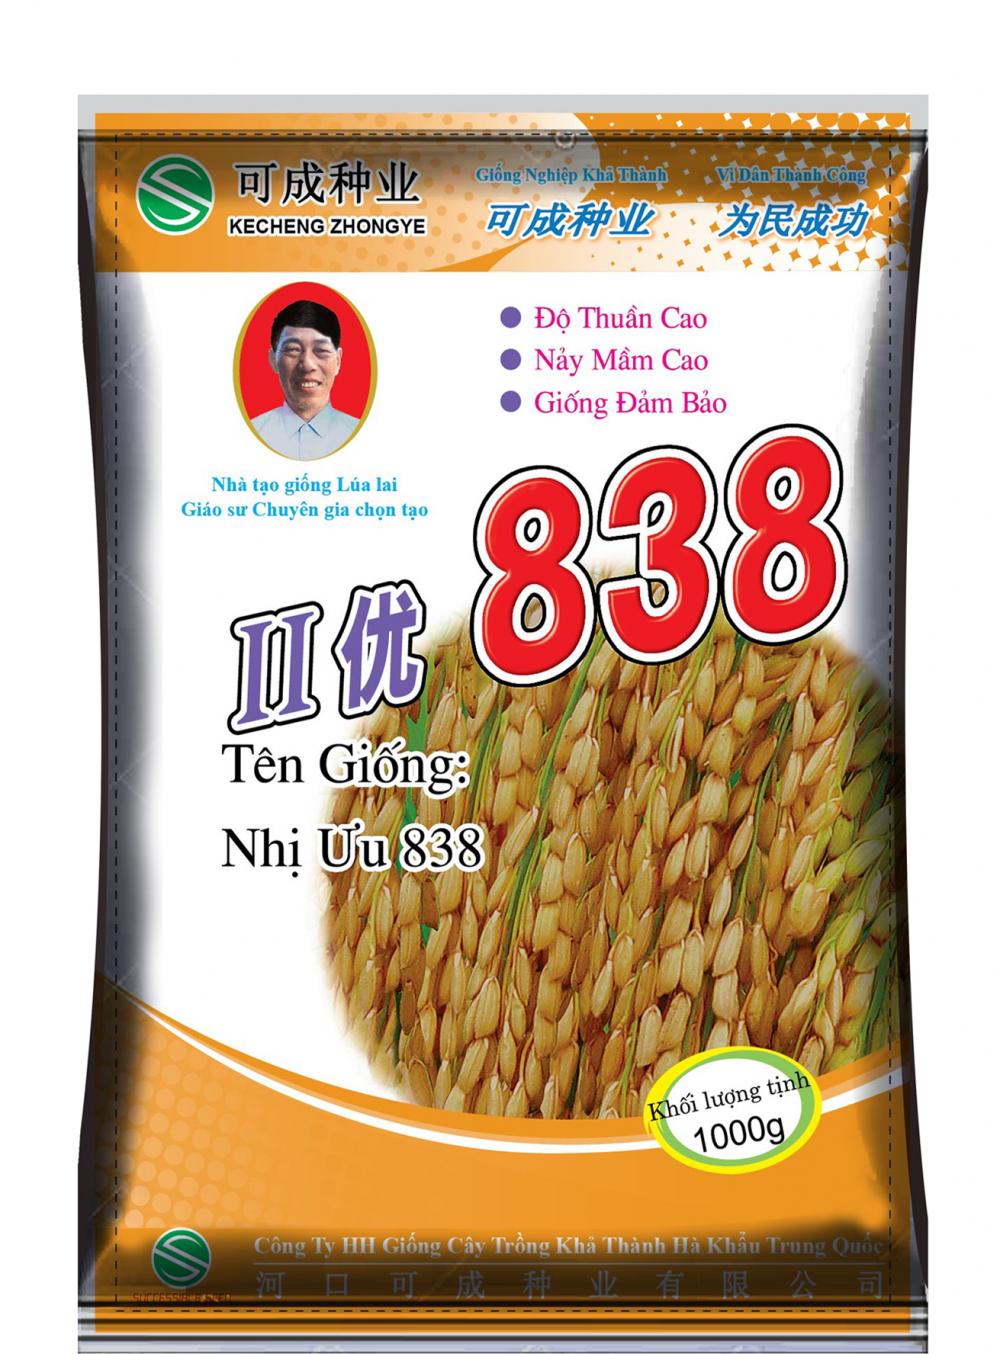 可成种业
KECHENG ZHONGYE
Giống Nghiệp Khả Thành Vì Dân Thành Công
可成种业 为民成功
Độ Thuần Cao
Nảy Mầm Cao
Giống Đảm Bảo
Nhà tạo giống Lúa lai
Giáo sư Chuyên gia chọn tạo
838
II优
Tên Giống:
Nhị Ưu 838
Khối lượng tịnh
1000g
Công Ty HH Giống Cây Trồng Khả Thành Hà Khẩu Trung Quốc
河口可成种业有限公司
SUCCESSIBLE SEED